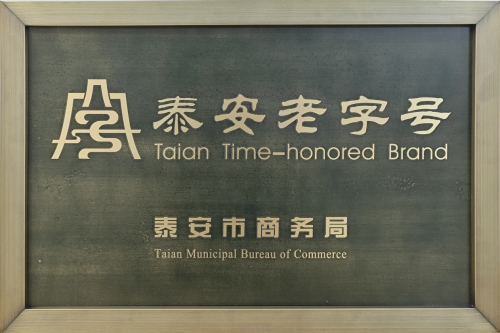 泰安老字号
Taian Time-honored Brand
泰安市商务局
Taian Municipal Bureau of Commerce